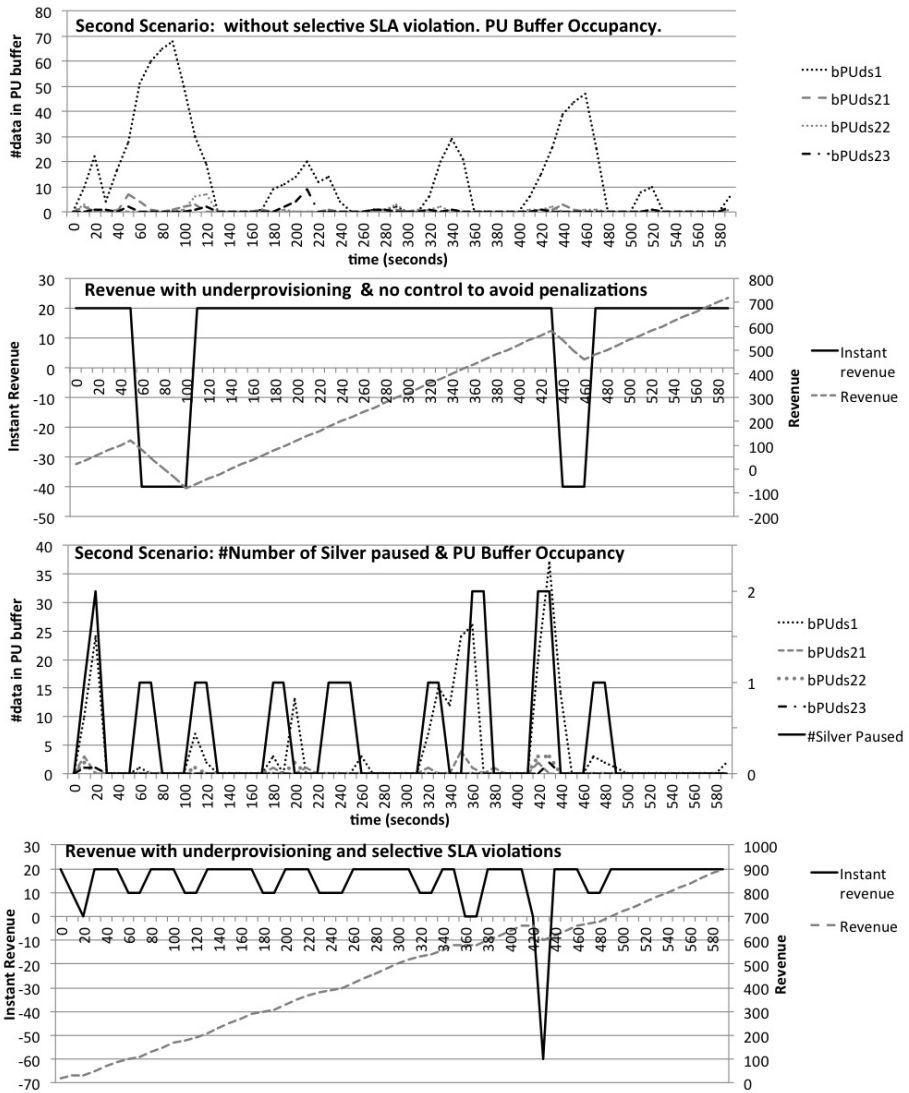 Second Scenario: without selective SLA violation. PU Buffer Occupancy.
80
70
60
50
40
30
20
10
0
#data in PU buffer
0 20 40 60 80 100 120 140 160 180 200 220 240 260 280 300 320 340 360 380 400 420 440 460 480 500 520 540 560 580
time (seconds)
bPUds1
bPUds21
bPUds22
bPUds23
Revenue with underprovisioning & no control to avoid penalizations
30
20
10
0
-10
-20
-30
-40
-50
Instant Revenue
0 20 40 60 80 100 120 140 160 180 200 220 240 260 280 300 320 340 360 380 400 420 440 460 480 500 520 540 560 580
800
700
600
500
400
300
200
100
0
-100
-200
Revenue
Instant revenue
Revenue
Second Scenario: #Number of Silver paused & PU Buffer Occupancy
40
35
30
25
20
15
10
5
0
#data in PU buffer
0 20 40 60 80 100 120 140 160 180 200 220 240 260 280 300 320 340 360 380 400 420 440 460 480 500 520 540 560 580
time (seconds)
2
1
0
bPUds1
bPUds21
bPUds22
bPUds23
#Silver Paused
Revenue with underprovisioning and selective SLA violations
30
20
10
0
-10
-20
-30
-40
-50
-60
-70
Instant Revenue
0 20 40 60 80 100 120 140 160 180 200 220 240 260 280 300 320 340 360 380 400 420 440 460 480 500 520 540 560 580
1000
900
800
700
600
500
400
300
200
100
0
Revenue
Instant revenue
Revenue